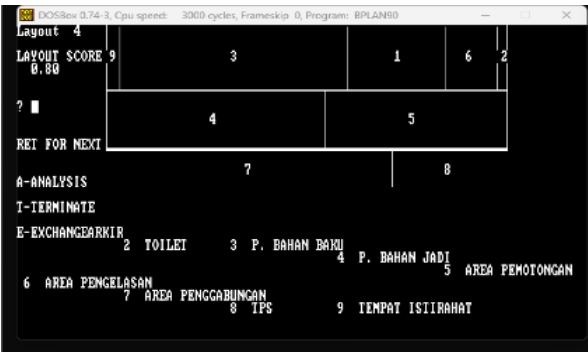 DOSBox 0.74-3, Cpu speed: 3000 cycles, Frameskip 0, Program: BPLAN90
Layout 4
LAYOUT SCORE 9 3 1 6 2
0.80
? 4 5
RET FOR NEXT
7 8
A-ANALYSIS
T-TERMINATE
E-EXCHANGEARKIR
2 TOILET 3 P. BAHAN BAKU
4 P. BAHAN JADI
5 AREA PEMOTONGAN
6 AREA PENGELASAN
7 AREA PENGGABUNGAN
8 TPS 9 TEMPAT ISTIRAHAT